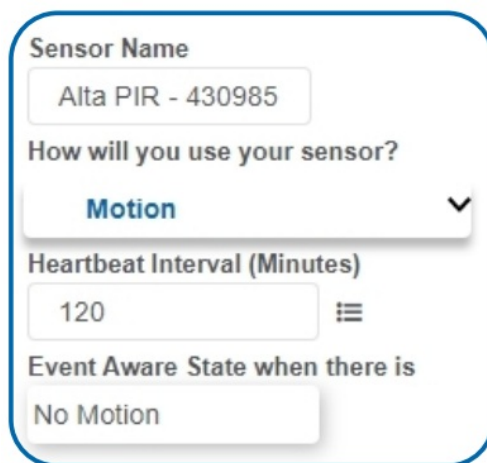 Sensor Name
Alta PIR - 430985
How will you use your sensor?
Motion
Heartbeat Interval (Minutes)
120
Event Aware State when there is
No Motion